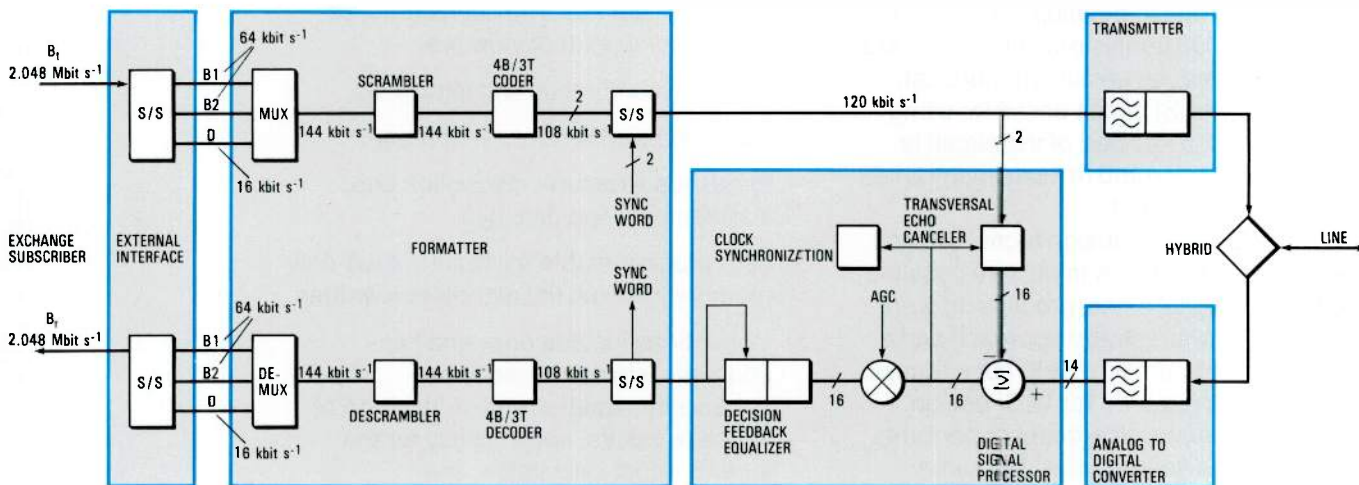 TRANSMITTER
B₁
2.048 Mbit s⁻¹
64 kbit s⁻¹
B1
B2
D
16 kbit s⁻¹
S/S
MUX
144 kbit s⁻¹
SCRAMBLER
144 kbit s⁻¹
4B/3T
CODER
108 kbit s⁻¹
2
S/S
2
SYNC
WORD
120 kbit s⁻¹
2
EXCHANGE
SUBSCRIBER
EXTERNAL
INTERFACE
FORMATTER
CLOCK
SYNCHRONIZATION
TRANSVERSAL
ECHO
CANCELER
16
HYBRID
LINE
SYNC
WORD
AGC
Bᵣ
2.048 Mbit s⁻¹
64 kbit s⁻¹
B1
B2
D
16 kbit s⁻¹
S/S
DE-
MUX
144 kbit s⁻¹
DESCRAMBLER
144 kbit s⁻¹
4B/3T
DECODER
108 kbit s⁻¹
S/S
DECISION
FEEDBACK
EQUALIZER
16
16
−
+
14
DIGITAL
SIGNAL
PROCESSOR
ANALOG TO
DIGITAL
CONVERTER